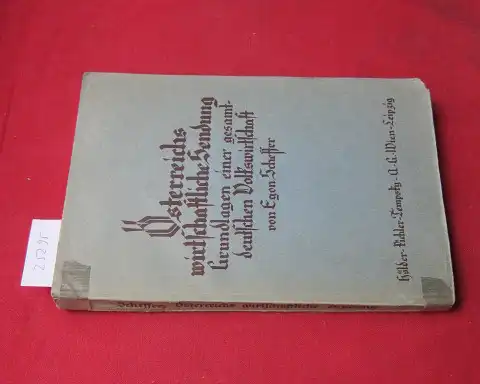 Österreichs
wirtschaftliche Sendung
Grundlagen einer gesamt-
deutschen Volkswirtschaft
von Egon Scheffer
Hölder-Pichler-Tempsky-A.G.Wien-Leipzig
Scheffer, Österreichs wirtschaftliche Sendung
21295